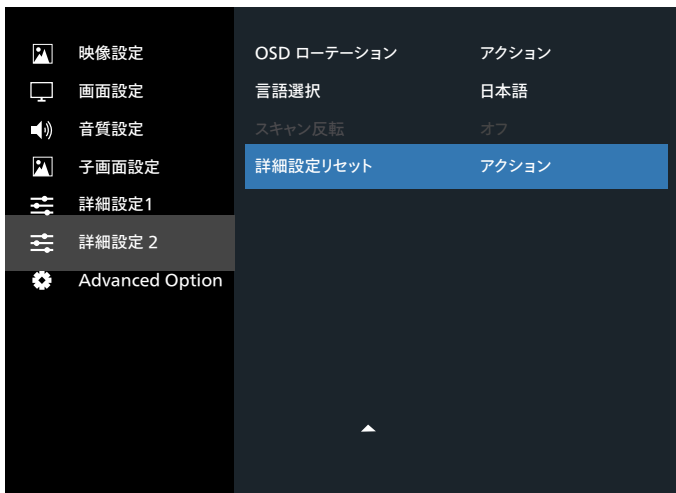 映像設定
画面設定
音質設定
子画面設定
詳細設定1
詳細設定 2
Advanced Option
OSD ローテーション アクション
言語選択 日本語
スキャン反転 オフ
詳細設定リセット アクション